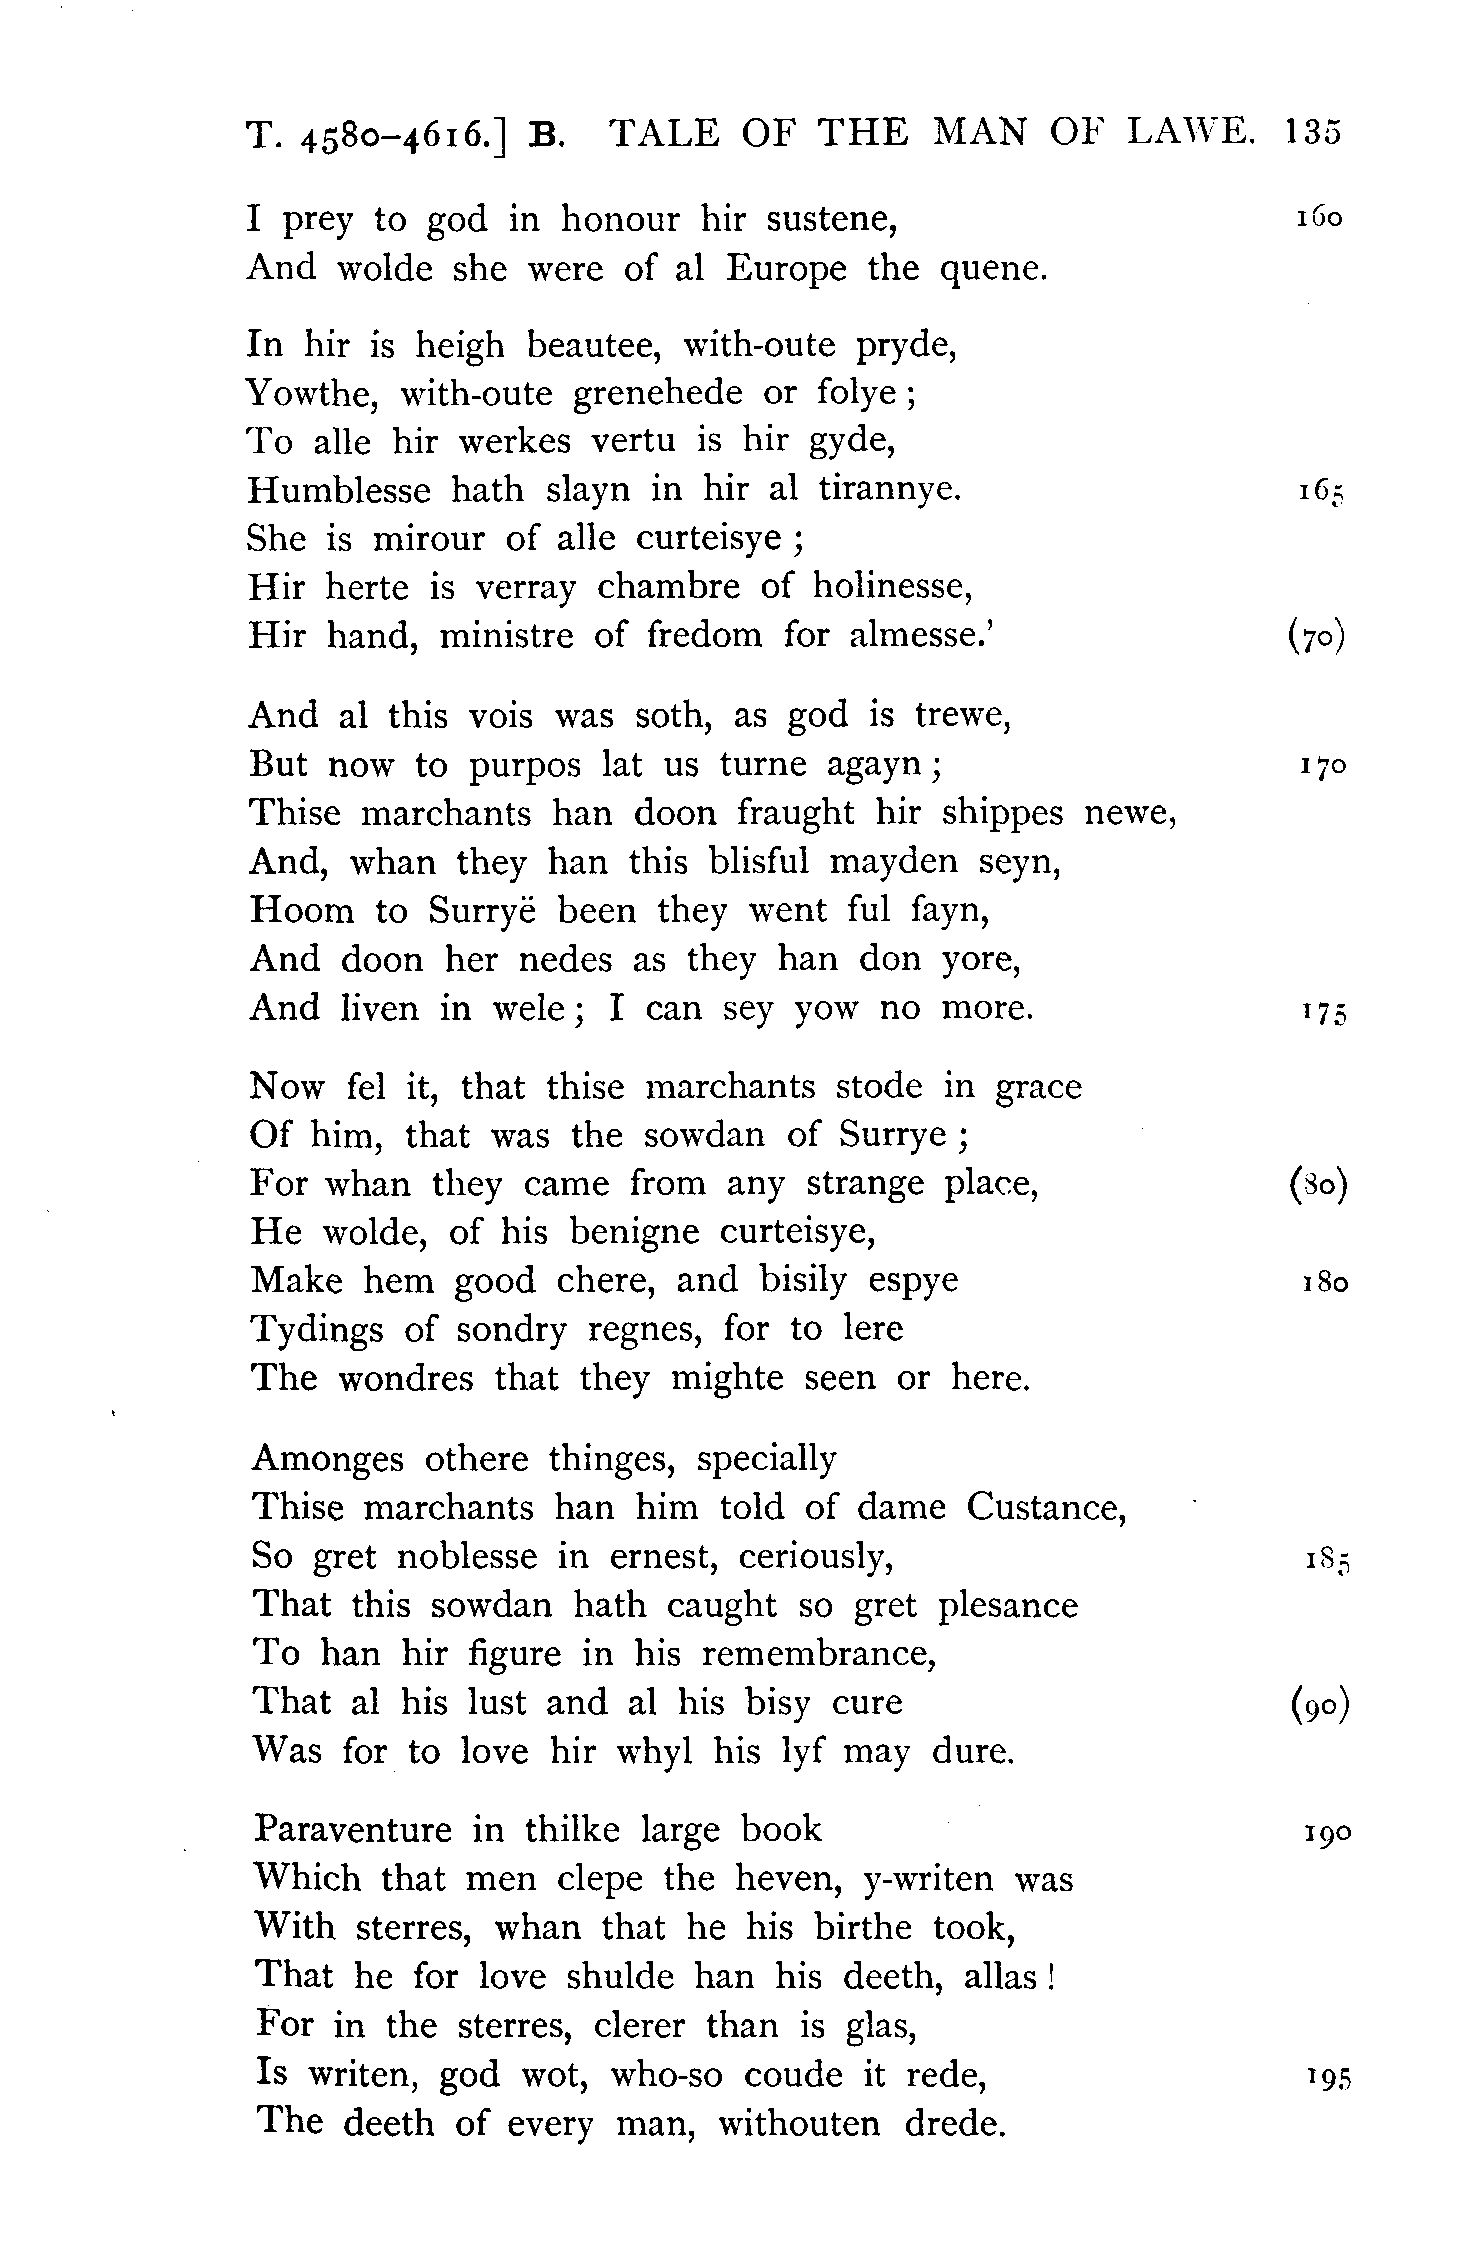 T. 4580–4616.] B. TALE OF THE MAN OF LAWE. 135
I prey to god in honour hir sustene, 160
And wolde she were of al Europe the quene.
In hir is heigh beautee, with-oute pryde,
Yowthe, with-oute grenehede or folye ;
To alle hir werkes vertu is hir gyde,
Humblesse hath slayn in hir al tirannye. 165
She is mirour of alle curteisye ;
Hir herte is verray chambre of holinesse,
Hir hand, ministre of fredom for almesse.’ (70)
And al this vois was soth, as god is trewe,
But now to purpos lat us turne agayn ; 170
Thise marchants han doon fraught hir shippes newe,
And, whan they han this blisful mayden seyn,
Hoom to Surryë been they went ful fayn,
And doon her nedes as they han don yore,
And liven in wele ; I can sey yow no more. 175
Now fel it, that thise marchants stode in grace
Of him, that was the sowdan of Surrye ;
For whan they came from any strange place, (80)
He wolde, of his benigne curteisye,
Make hem good chere, and bisily espye 180
Tydings of sondry regnes, for to lere
The wondres that they mighte seen or here.
Amonges othere thinges, specially
Thise marchants han him told of dame Custance,
So gret noblesse in ernest, ceriously, 185
That this sowdan hath caught so gret plesance
To han hir figure in his remembrance,
That al his lust and al his bisy cure (90)
Was for to love hir whyl his lyf may dure.
Paraventure in thilke large book 190
Which that men clepe the heven, y-writen was
With sterres, whan that he his birthe took,
That he for love shulde han his deeth, allas !
For in the sterres, clerer than is glas,
Is writen, god wot, who-so coude it rede, 195
The deeth of every man, withouten drede.